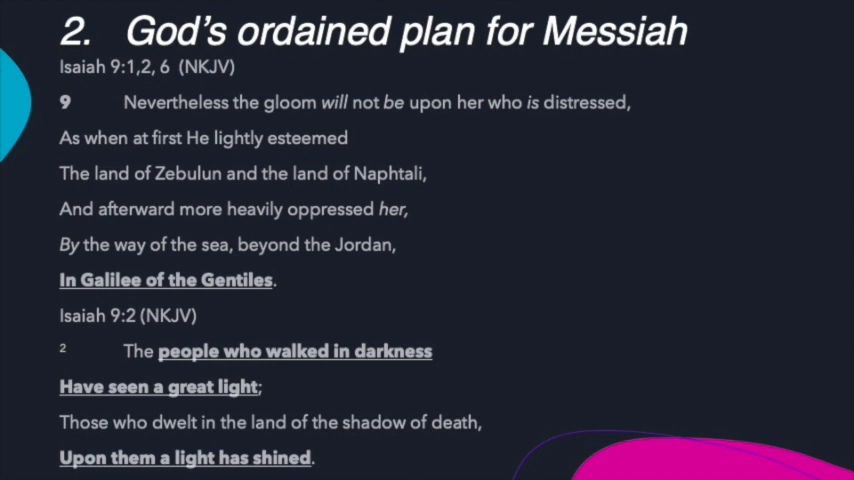 2. God's ordained plan for Messiah
Isaiah 9:1,2, 6 (NKJV)
9 Nevertheless the gloom will not be upon her who is distressed,
As when at first He lightly esteemed
The land of Zebulun and the land of Naphtali,
And afterward more heavily oppressed her,
By the way of the sea, beyond the Jordan,
In Galilee of the Gentiles.
Isaiah 9:2 (NKJV)
2 The people who walked in darkness
Have seen a great light;
Those who dwelt in the land of the shadow of death,
Upon them a light has shined.